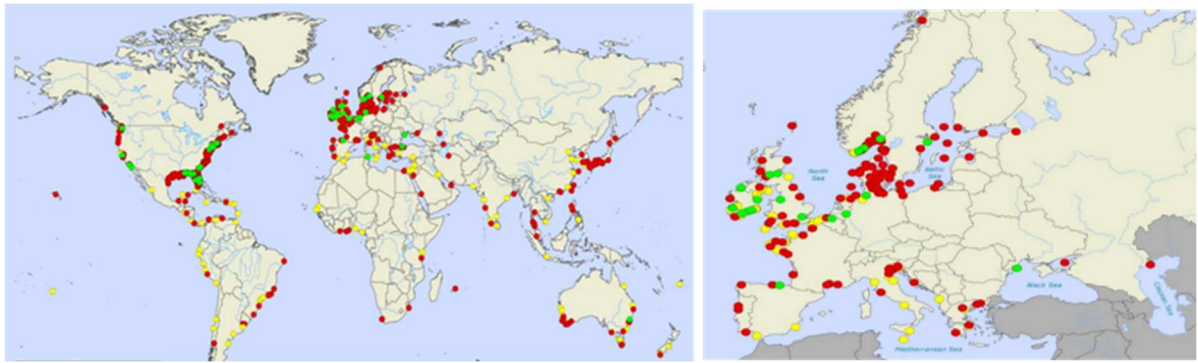 North
Sea
Baltic
Sea
Black Sea
Caspian Sea
Mediterranean Sea